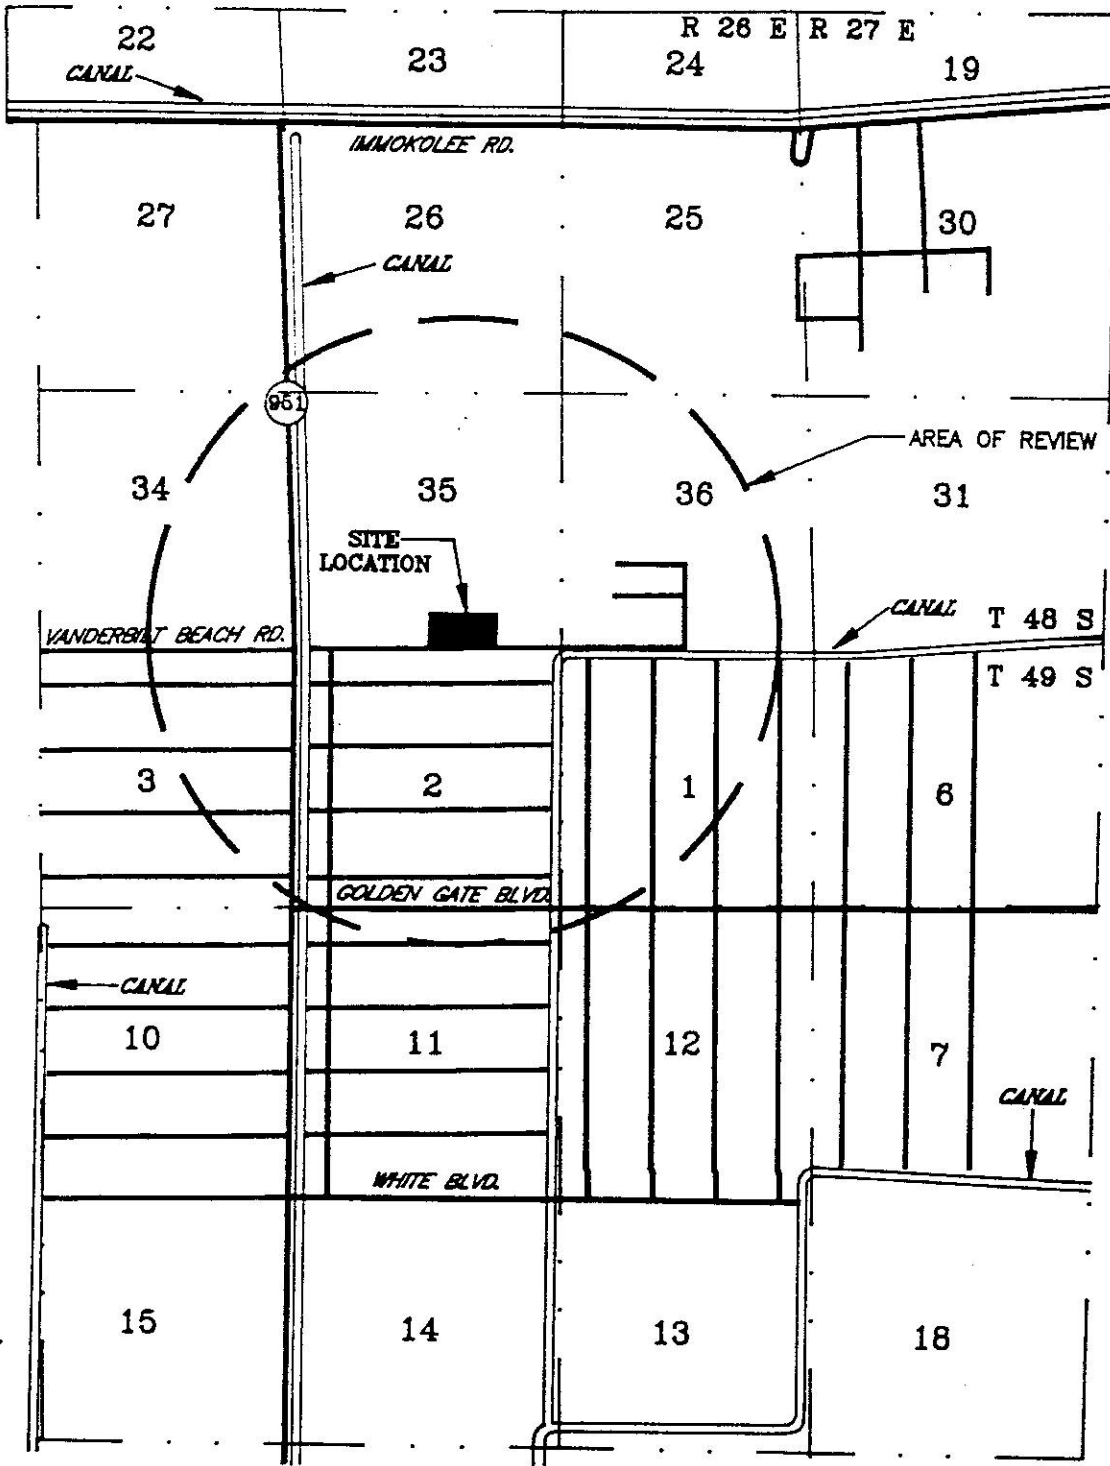 R 26 E R 27 E
22
23
24
19
CANAL
IMMOKOLEE RD.
27
26
25
30
CANAL
951
AREA OF REVIEW
34
35
36
31
SITE
LOCATION
CANAL
T 48 S
VANDERBILT BEACH RD.
T 49 S
3
2
1
6
GOLDEN GATE BLVD.
CANAL
10
11
12
7
CANAL
WHITE BLVD.
15
14
13
18